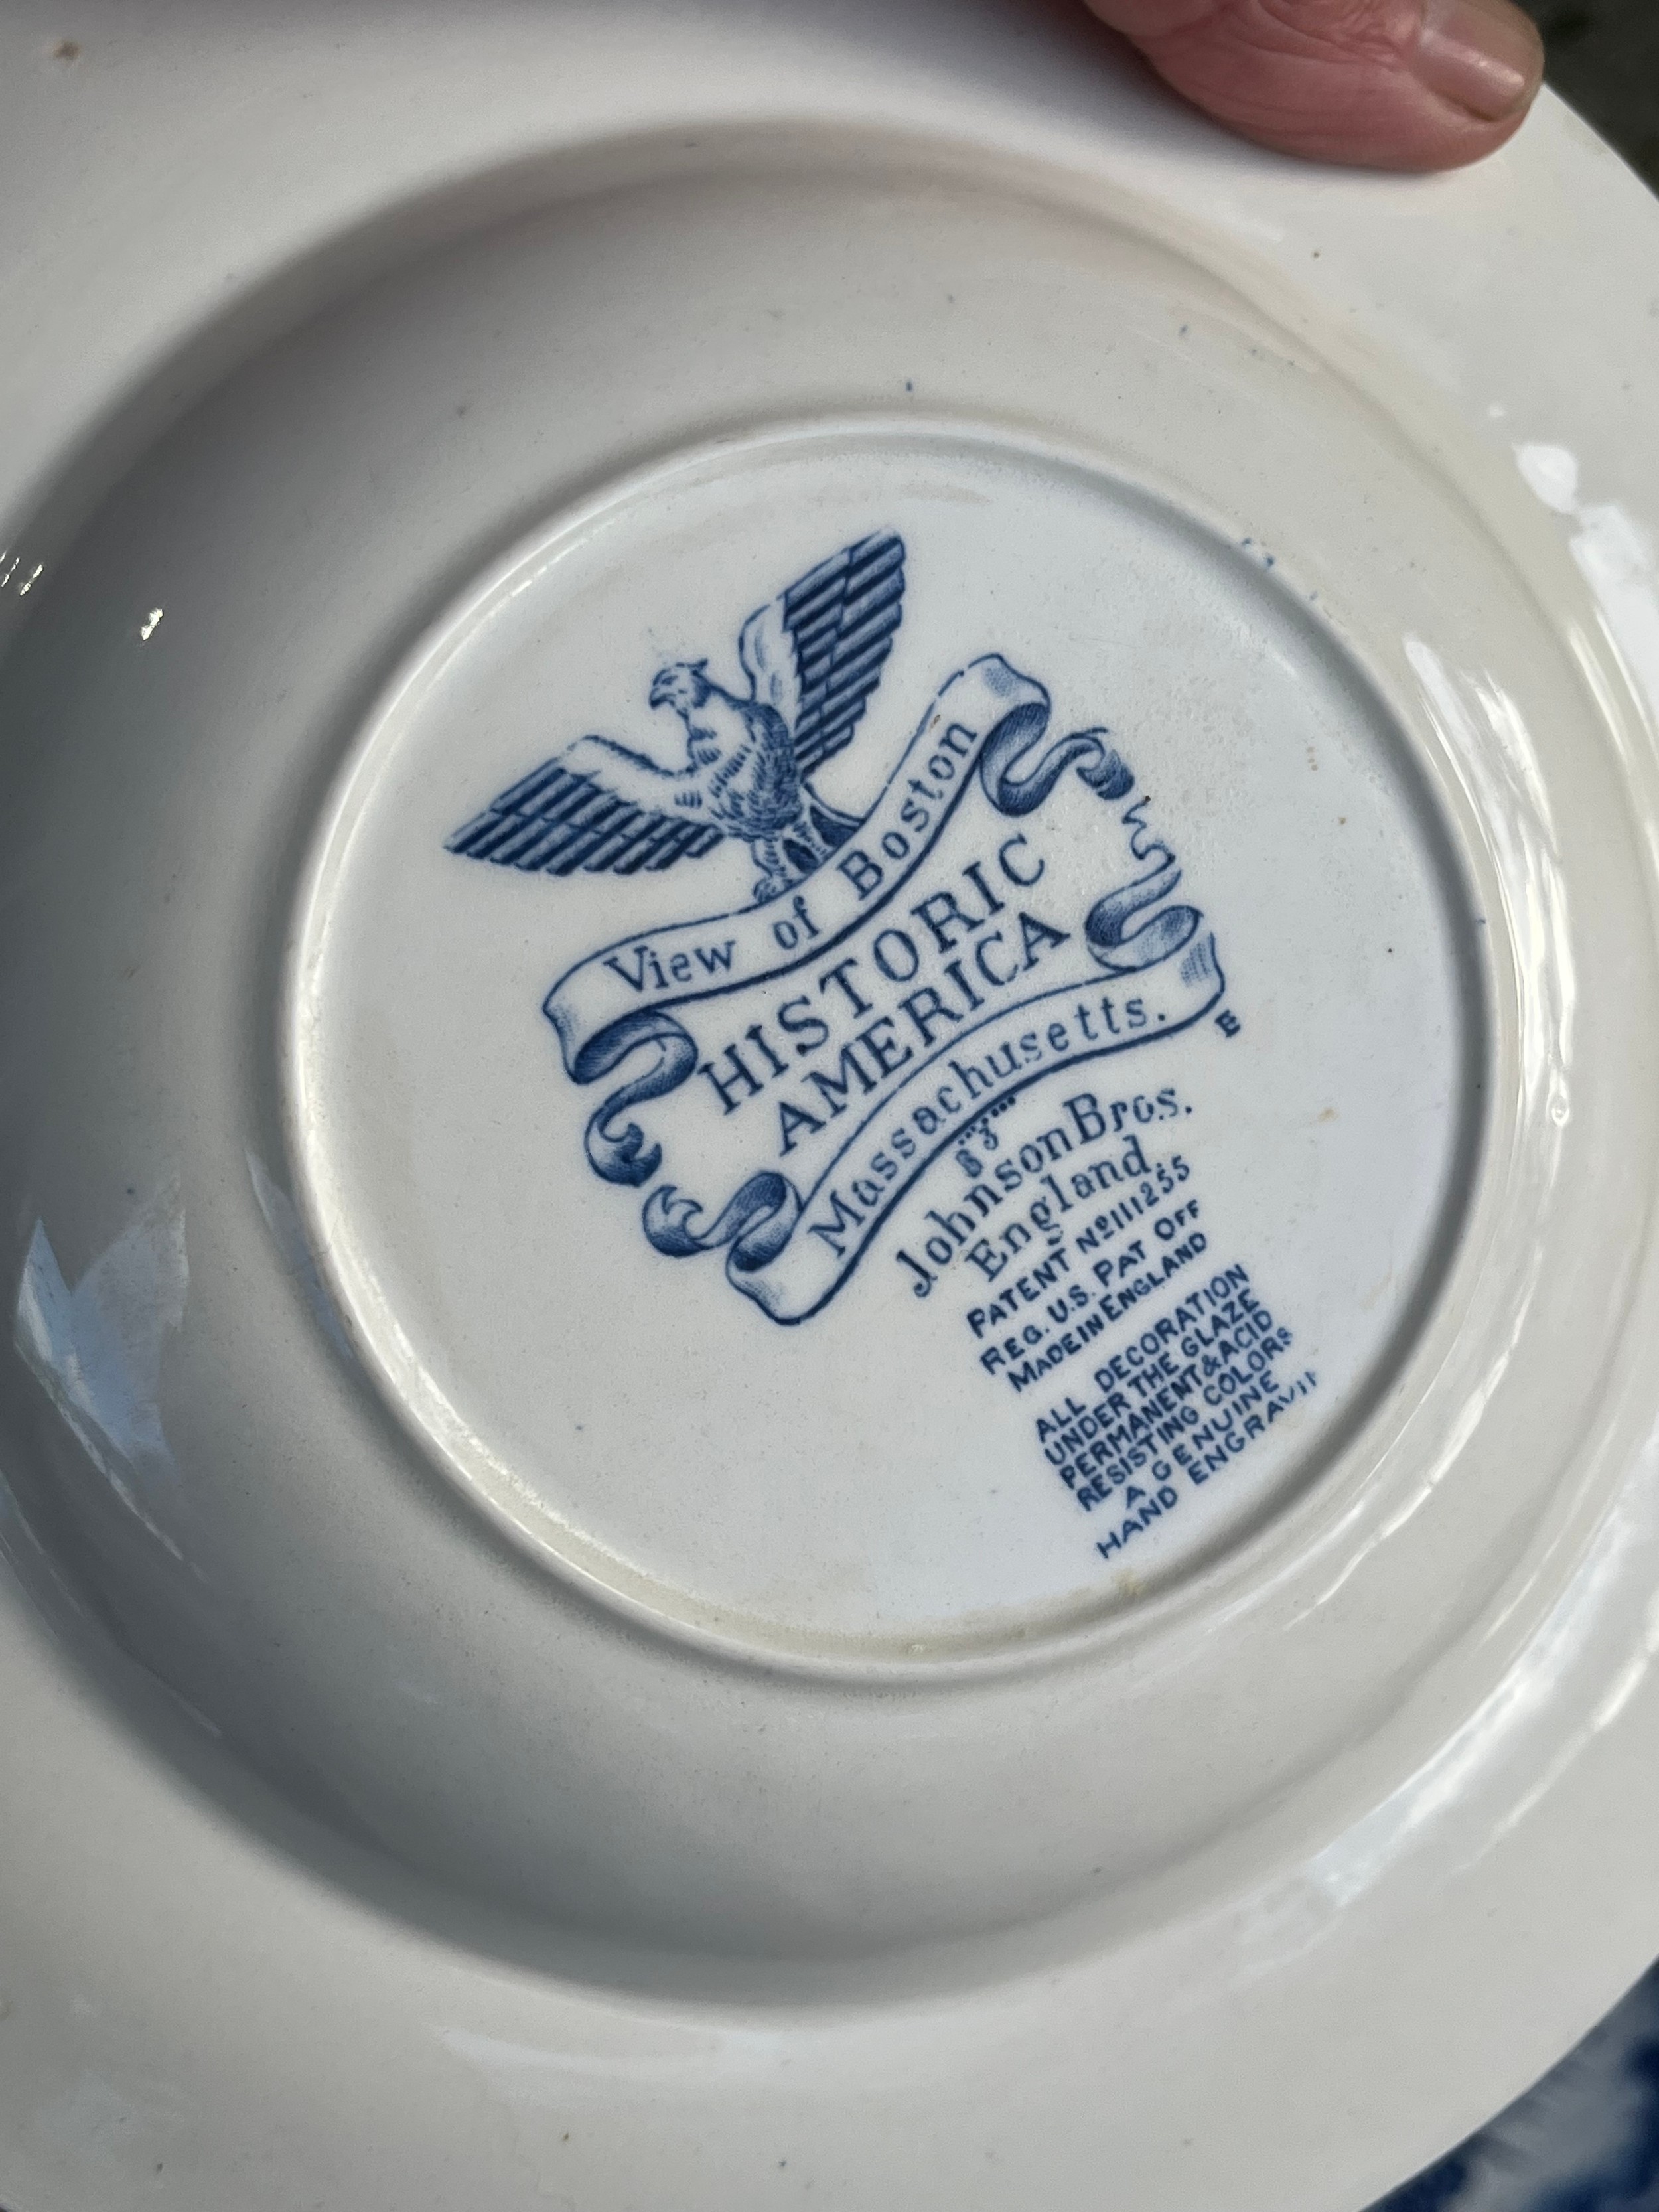 View of Boston
HISTORIC
AMERICA
Massachusetts.
E
Johnson Bros.
England.
PATENT Nº 111255
REG. U.S. PAT OFF
MADE IN ENGLAND
ALL DECORATION
UNDER THE GLAZE
PERMANENT & ACID
RESISTING COLORS
A GENUINE
HAND